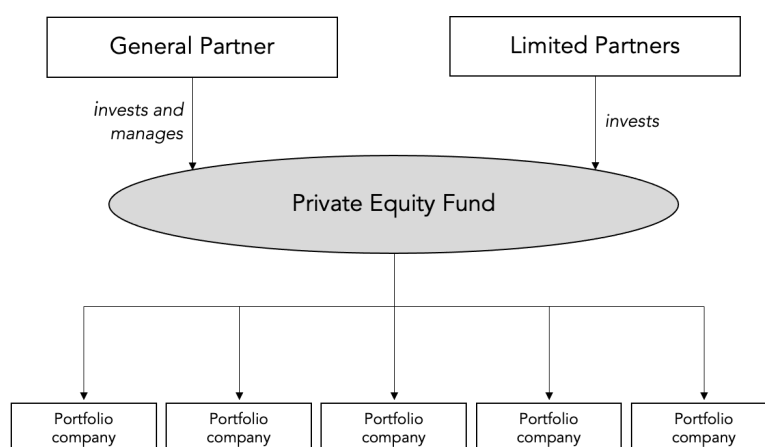 General Partner
Limited Partners
invests and
manages
invests
Private Equity Fund
Portfolio
company
Portfolio
company
Portfolio
company
Portfolio
company
Portfolio
company